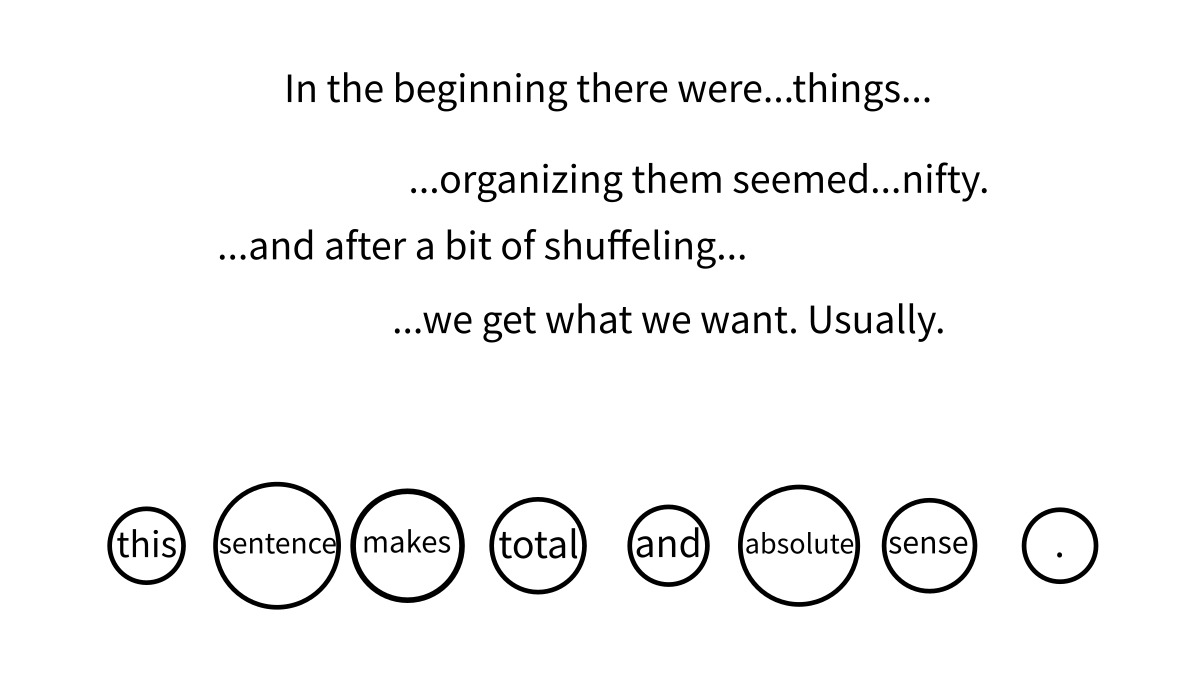 In the beginning there were...things...
...organizing them seemed...nifty.
...and after a bit of shuffeling...
...we get what we want. Usually.
this sentence makes total and absolute sense .